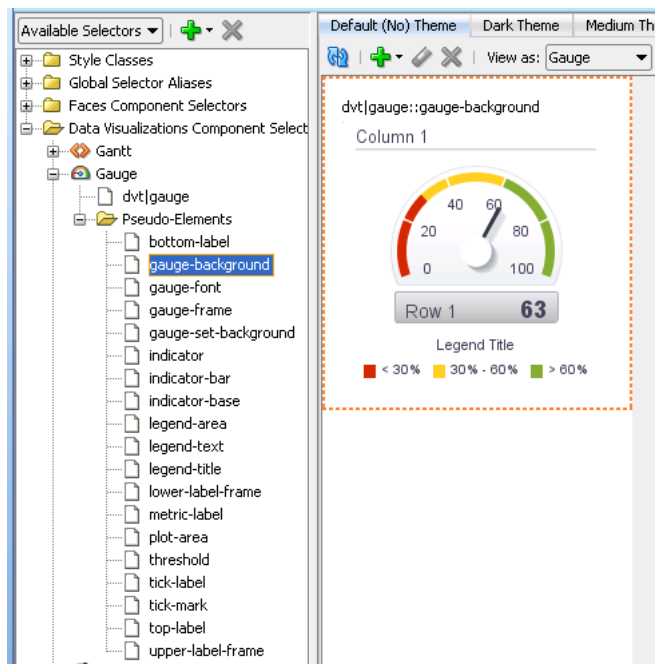 Available Selectors
Style Classes
Global Selector Aliases
Faces Component Selectors
Data Visualizations Component Select
Gantt
Gauge
dvt|gauge
Pseudo-Elements
bottom-label
gauge-background
gauge-font
gauge-frame
gauge-set-background
indicator
indicator-bar
indicator-base
legend-area
legend-text
legend-title
lower-label-frame
metric-label
plot-area
threshold
tick-label
tick-mark
top-label
upper-label-frame
Default (No) Theme Dark Theme Medium Th
View as: Gauge
dvt|gauge::gauge-background
Column 1
40 60
20 80
0 100
Row 1 63
Legend Title
< 30% 30% - 60% > 60%